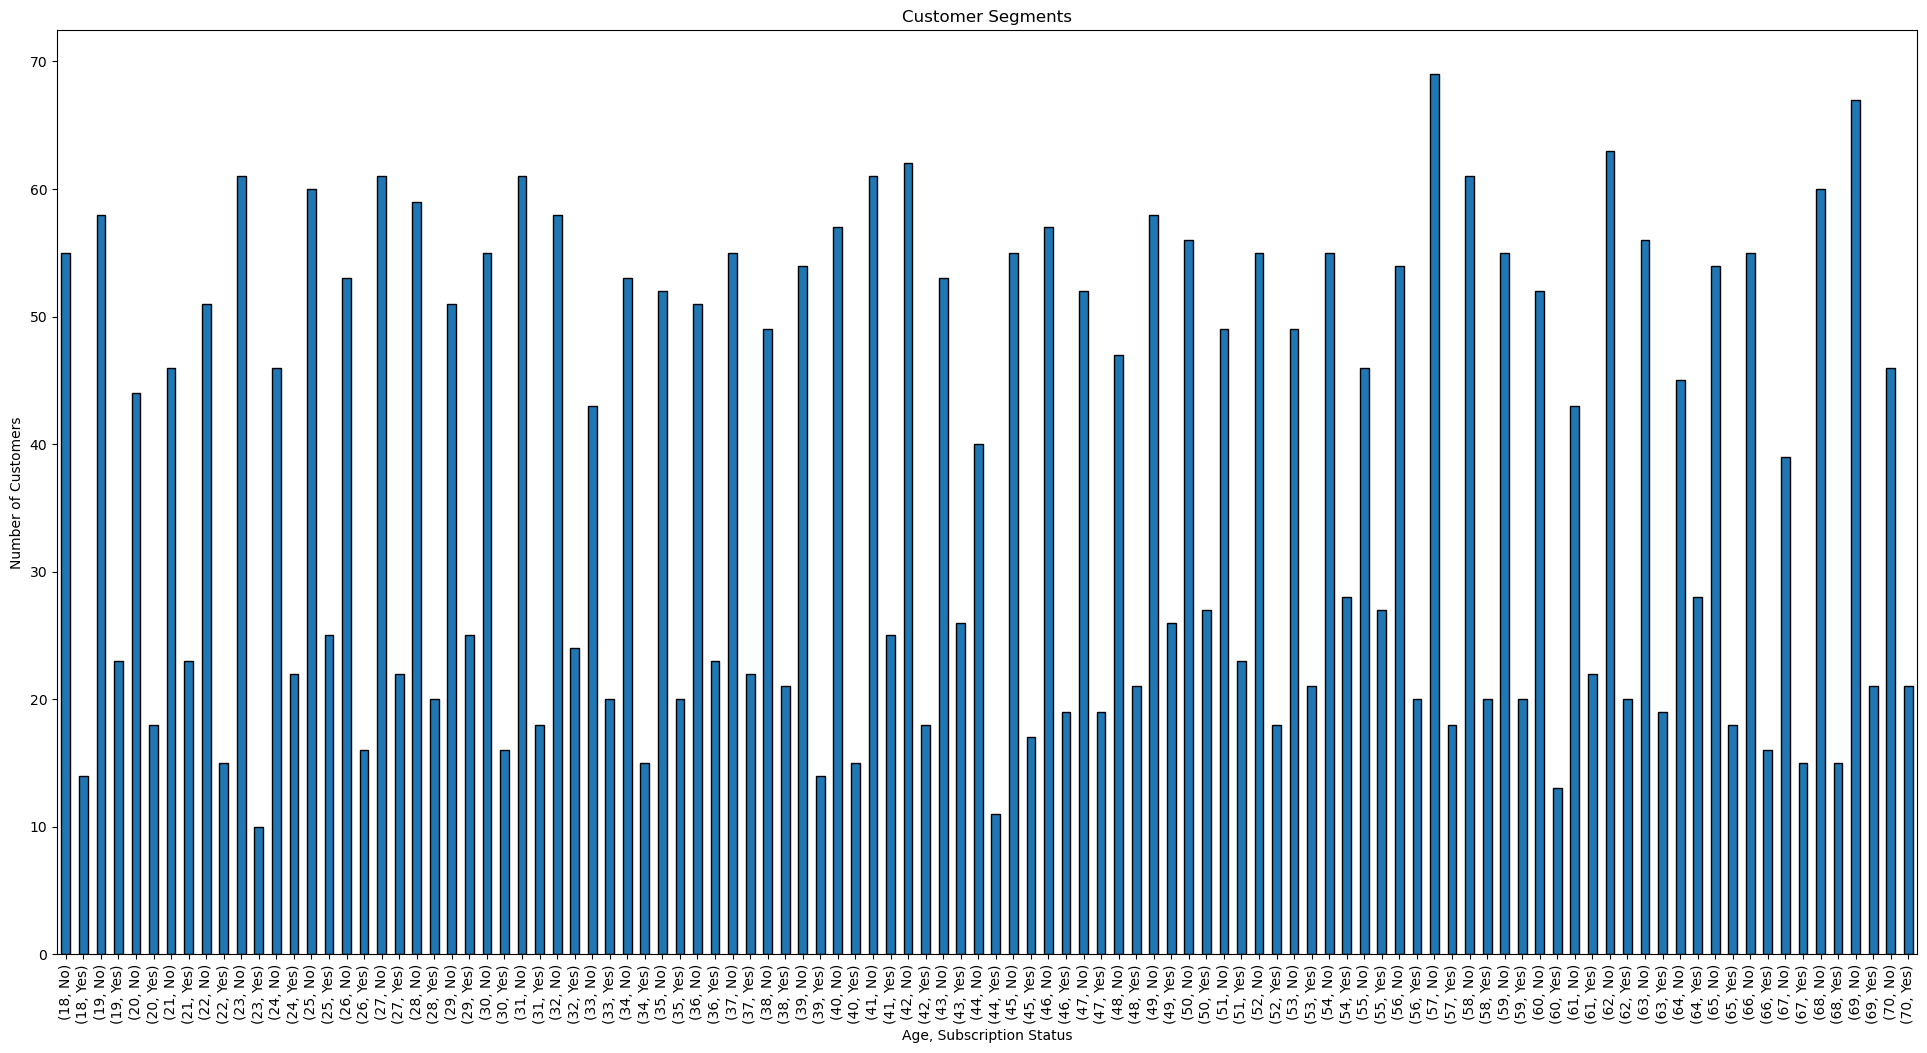 Customer Segments
70
60
50
40
30
20
10
0
Number of Customers
(18, No)
(18, Yes)
(19, No)
(19, Yes)
(20, No)
(20, Yes)
(21, No)
(21, Yes)
(22, No)
(22, Yes)
(23, No)
(23, Yes)
(24, No)
(24, Yes)
(25, No)
(25, Yes)
(26, No)
(26, Yes)
(27, No)
(27, Yes)
(28, No)
(28, Yes)
(29, No)
(29, Yes)
(30, No)
(30, Yes)
(31, No)
(31, Yes)
(32, No)
(32, Yes)
(33, No)
(33, Yes)
(34, No)
(34, Yes)
(35, No)
(35, Yes)
(36, No)
(36, Yes)
(37, No)
(37, Yes)
(38, No)
(38, Yes)
(39, No)
(39, Yes)
(40, No)
(40, Yes)
(41, No)
(41, Yes)
(42, No)
(42, Yes)
(43, No)
(43, Yes)
(44, No)
(44, Yes)
(45, No)
(45, Yes)
(46, No)
(46, Yes)
(47, No)
(47, Yes)
(48, No)
(48, Yes)
(49, No)
(49, Yes)
(50, No)
(50, Yes)
(51, No)
(51, Yes)
(52, No)
(52, Yes)
(53, No)
(53, Yes)
(54, No)
(54, Yes)
(55, No)
(55, Yes)
(56, No)
(56, Yes)
(57, No)
(57, Yes)
(58, No)
(58, Yes)
(59, No)
(59, Yes)
(60, No)
(60, Yes)
(61, No)
(61, Yes)
(62, No)
(62, Yes)
(63, No)
(63, Yes)
(64, No)
(64, Yes)
(65, No)
(65, Yes)
(66, No)
(66, Yes)
(67, No)
(67, Yes)
(68, No)
(68, Yes)
(69, No)
(69, Yes)
(70, No)
(70, Yes)
Age, Subscription Status